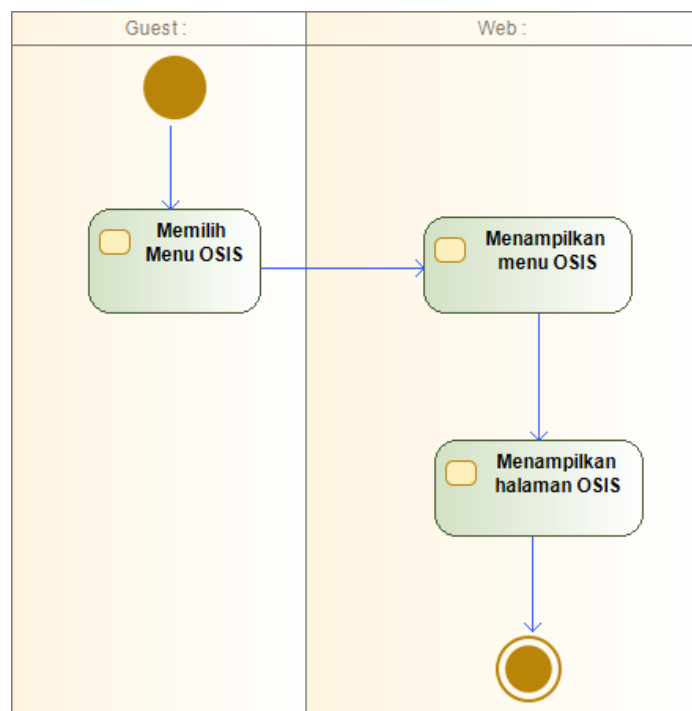 Guest :
Web :
Memilih
Menu OSIS
Menampilkan
menu OSIS
Menampilkan
halaman OSIS